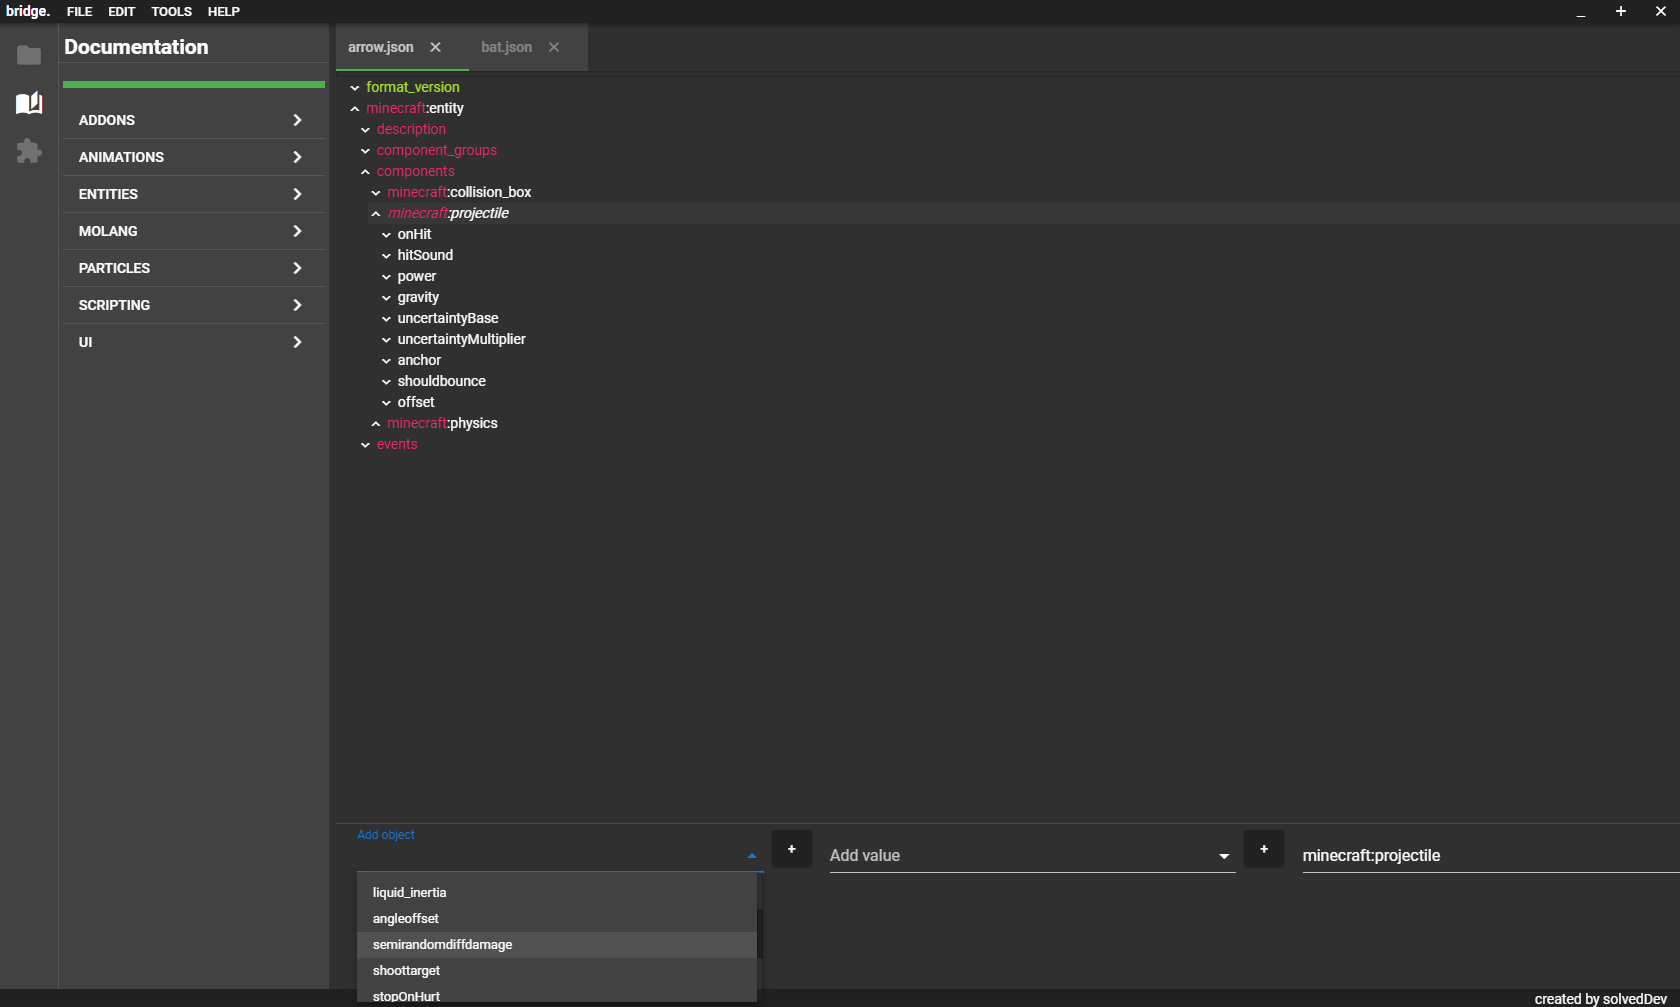 bridge. FILE EDIT TOOLS HELP
Documentation
ADDONS
ANIMATIONS
ENTITIES
MOLANG
PARTICLES
SCRIPTING
UI
arrow.json bat.json
format_version
minecraft:entity
description
component_groups
components
minecraft:collision_box
minecraft:projectile
onHit
hitSound
power
gravity
uncertaintyBase
uncertaintyMultiplier
anchor
shouldbounce
offset
minecraft:physics
events
Add object
+ Add value + minecraft:projectile
liquid_inertia
angleoffset
semirandomdiffdamage
shoottarget
stopOnHurt
created by solvedDev